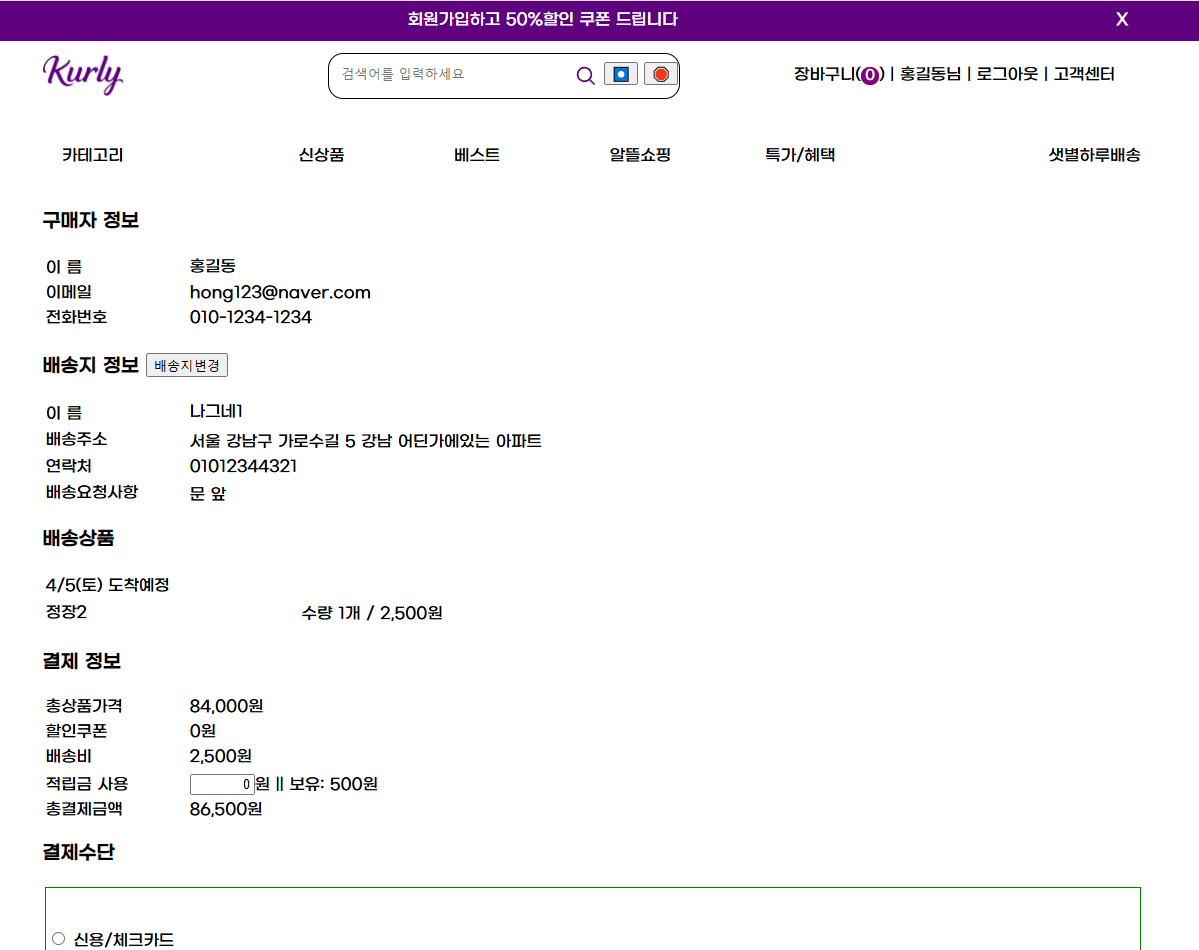 회원가입하고 50%할인 쿠폰 드립니다 X
Kurly 검색어를 입력하세요 장바구니(0) | 홍길동님 | 로그아웃 | 고객센터
카테고리 신상품 베스트 알뜰쇼핑 특가/혜택 샛별하루배송
구매자 정보
이 름 홍길동
이메일 hong123@naver.com
전화번호 010-1234-1234
배송지 정보 배송지변경
이 름 나그네1
배송주소 서울 강남구 가로수길 5 강남 어딘가에있는 아파트
연락처 01012344321
배송요청사항 문 앞
배송상품
4/5(토) 도착예정
정장2 수량 1개 / 2,500원
결제 정보
총상품가격 84,000원
할인쿠폰 0원
배송비 2,500원
적립금 사용 0원 || 보유: 500원
총결제금액 86,500원
결제수단
신용/체크카드